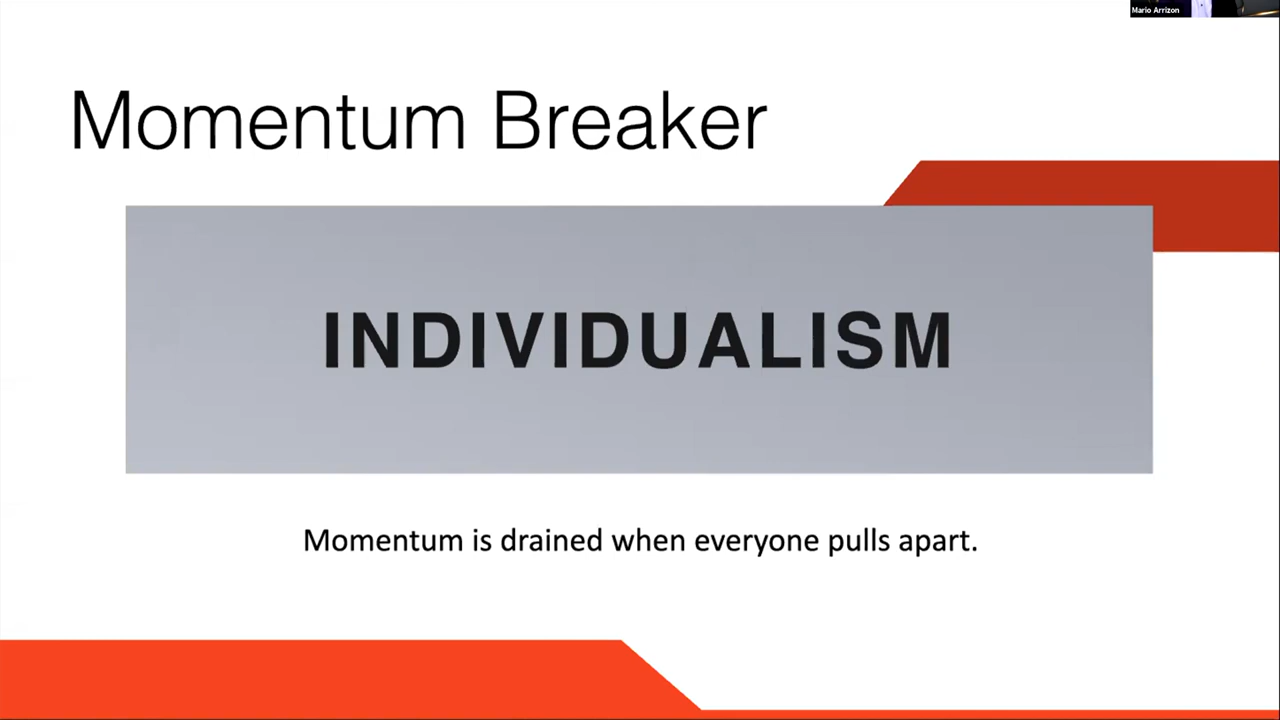 Mario Arrizon
Momentum Breaker
INDIVIDUALISM
Momentum is drained when everyone pulls apart.